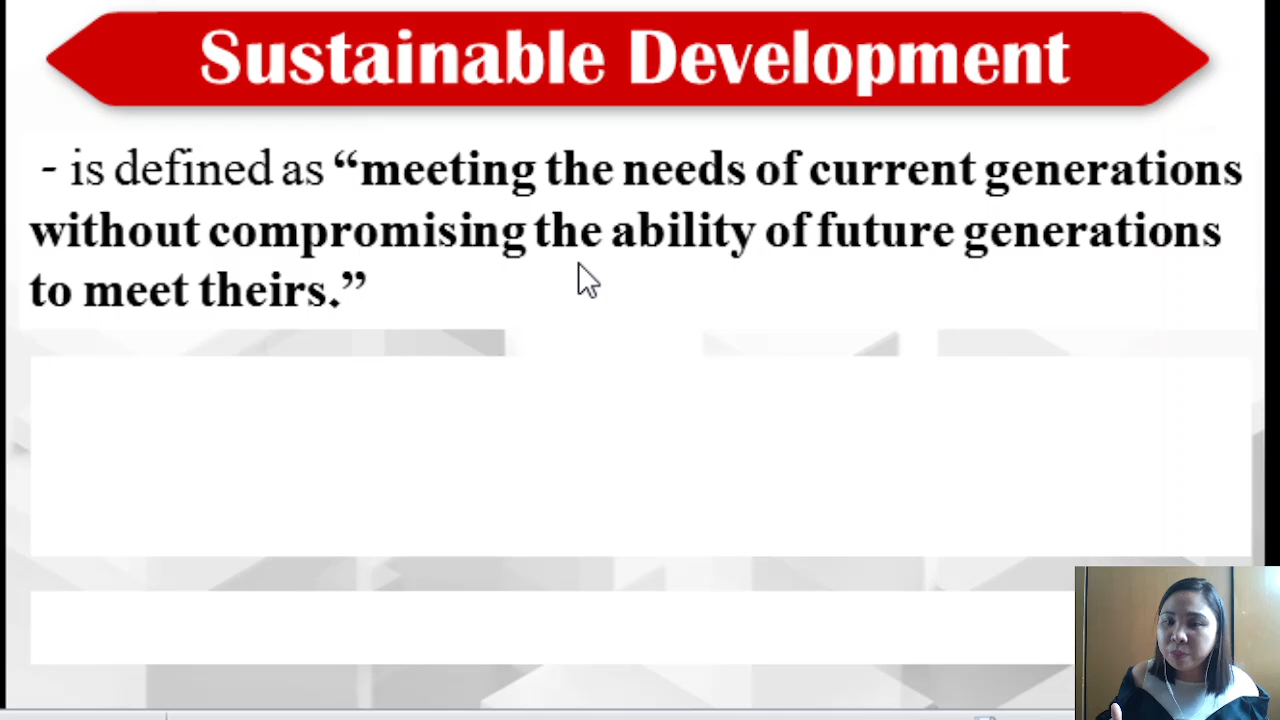 Sustainable Development
- is defined as “meeting the needs of current generations
without compromising the ability of future generations
to meet theirs.”